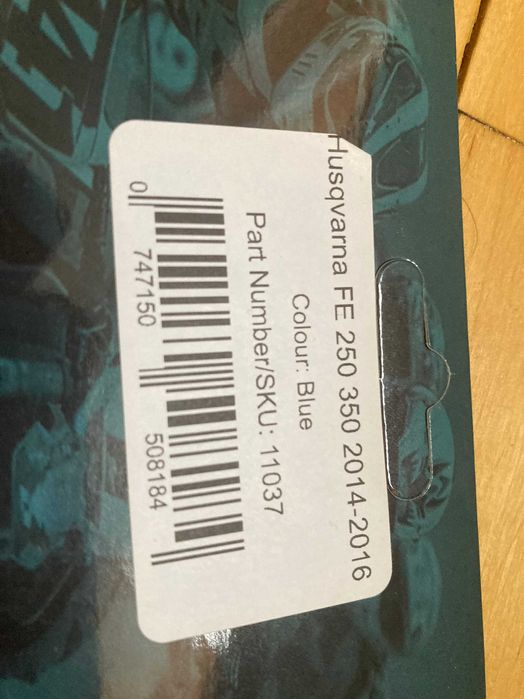 Husqvarna FE 250 350 2014-2016
Colour: Blue
Part Number/SKU: 11037
0 747150 508184